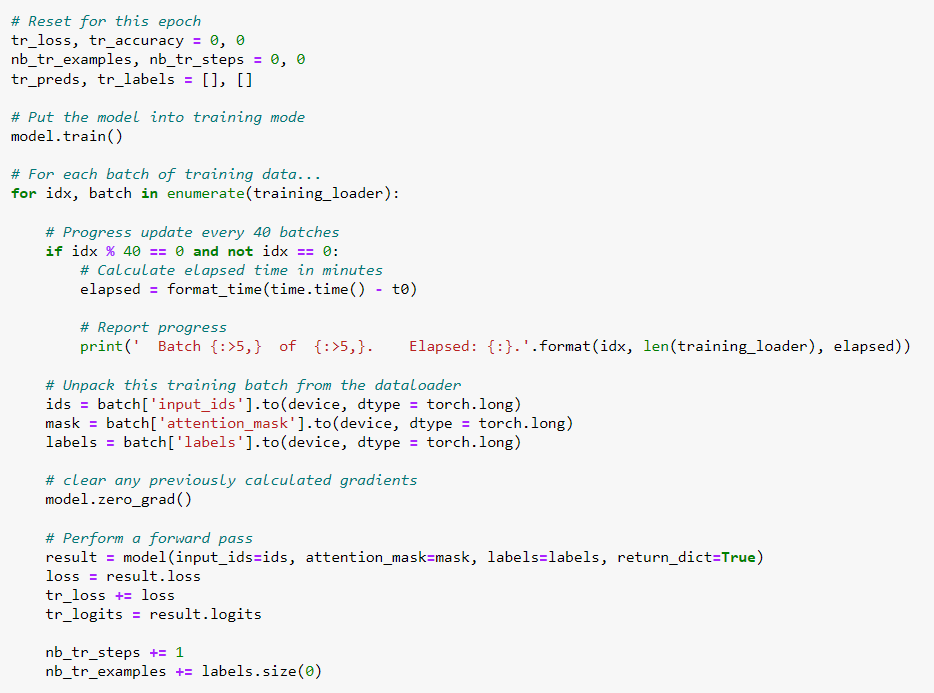 # Reset for this epoch
tr_loss, tr_accuracy = 0, 0
nb_tr_examples, nb_tr_steps = 0, 0
tr_preds, tr_labels = [], []

# Put the model into training mode
model.train()

# For each batch of training data...
for idx, batch in enumerate(training_loader):

    # Progress update every 40 batches
    if idx % 40 == 0 and not idx == 0:
        # Calculate elapsed time in minutes
        elapsed = format_time(time.time() - t0)

        # Report progress
        print('  Batch {:>5,}  of  {:>5,}.    Elapsed: {:}.'.format(idx, len(training_loader), elapsed))

    # Unpack this training batch from the dataloader
    ids = batch['input_ids'].to(device, dtype = torch.long)
    mask = batch['attention_mask'].to(device, dtype = torch.long)
    labels = batch['labels'].to(device, dtype = torch.long)

    # clear any previously calculated gradients
    model.zero_grad()

    # Perform a forward pass
    result = model(input_ids=ids, attention_mask=mask, labels=labels, return_dict=True)
    loss = result.loss
    tr_loss += loss
    tr_logits = result.logits

    nb_tr_steps += 1
    nb_tr_examples += labels.size(0)